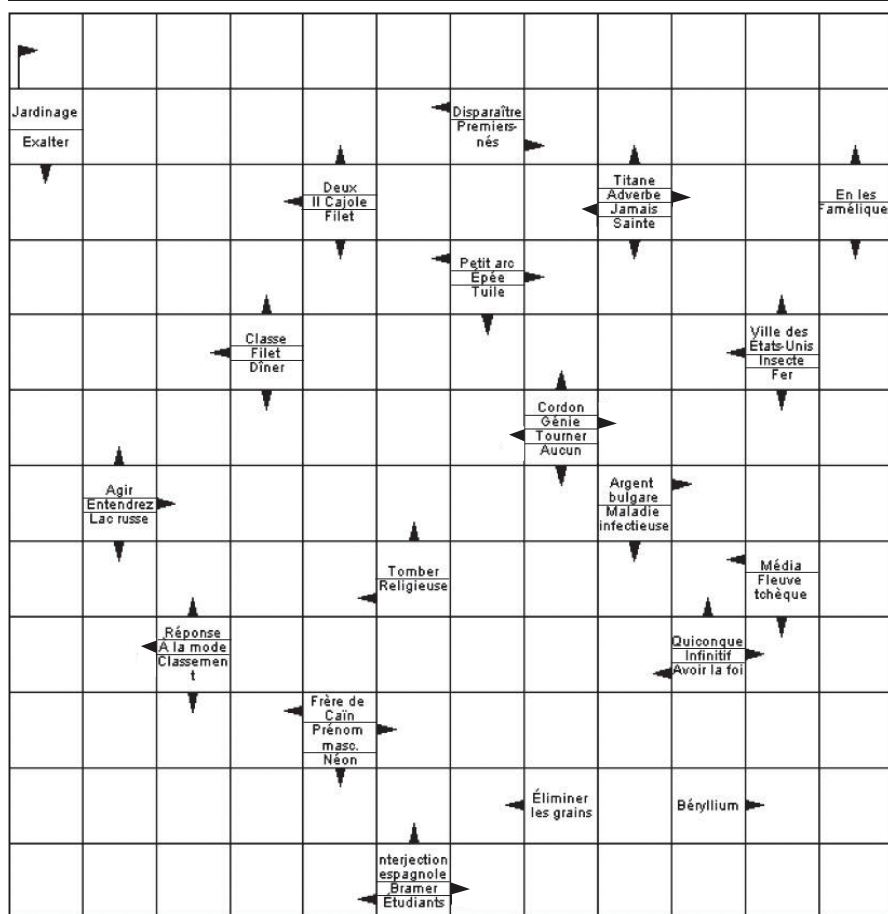 Jardinage
Exalter
Disparaître
Premiers-
nés
Deux
Il Cajole
Filet
Titane
Adverbe
Jamais
Sainte
En les
Famélique
Petit arc
Épée
Tuile
Classe
Filet
Dîner
Ville des
États-Unis
Insecte
Fer
Cordon
Génie
Tourner
Aucun
Agir
Entendrez
Lac russe
Argent
bulgare
Maladie
infectieuse
Tomber
Religieuse
Média
Fleuve
tchèque
Réponse
À la mode
Classemen
t
Quiconque
Infinitif
Avoir la foi
Frère de
Caïn
Prénom
masc.
Néon
Éliminer
les grains
Béryllium
nterjection
espagnole
Bramer
Étudiants